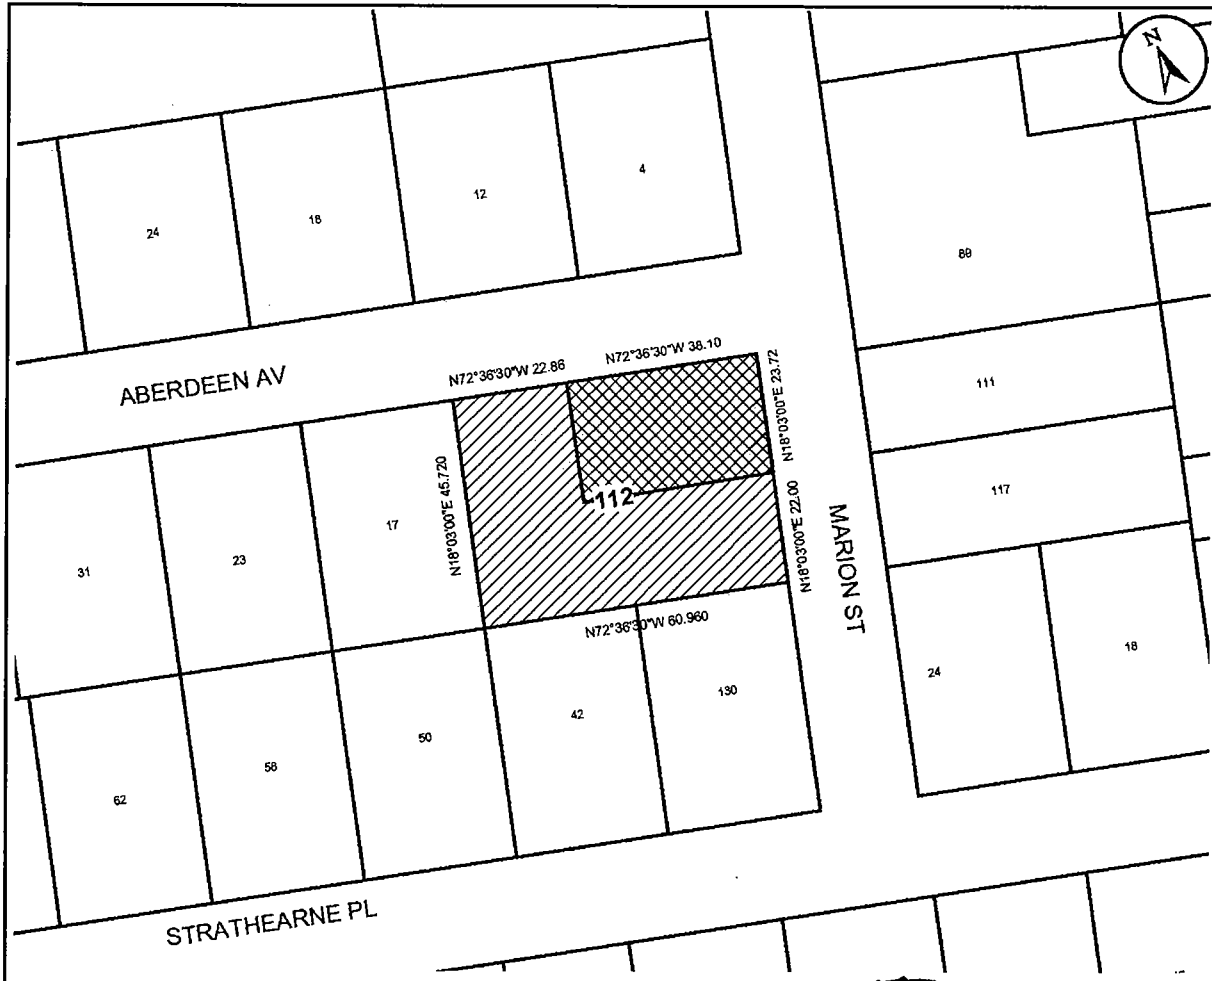 N
4
12
18
24
89
N72°36'30"W 38.10
N72°36'30"W 22.86
N18°03'00"E 23.72
ABERDEEN AV
111
112
117
17
23
31
N18°03'00"E 45.720
N18°03'00"E 22.00
MARION ST
N72°36'30"W 60.960
18
24
130
42
50
58
62
STRATHEARNE PL